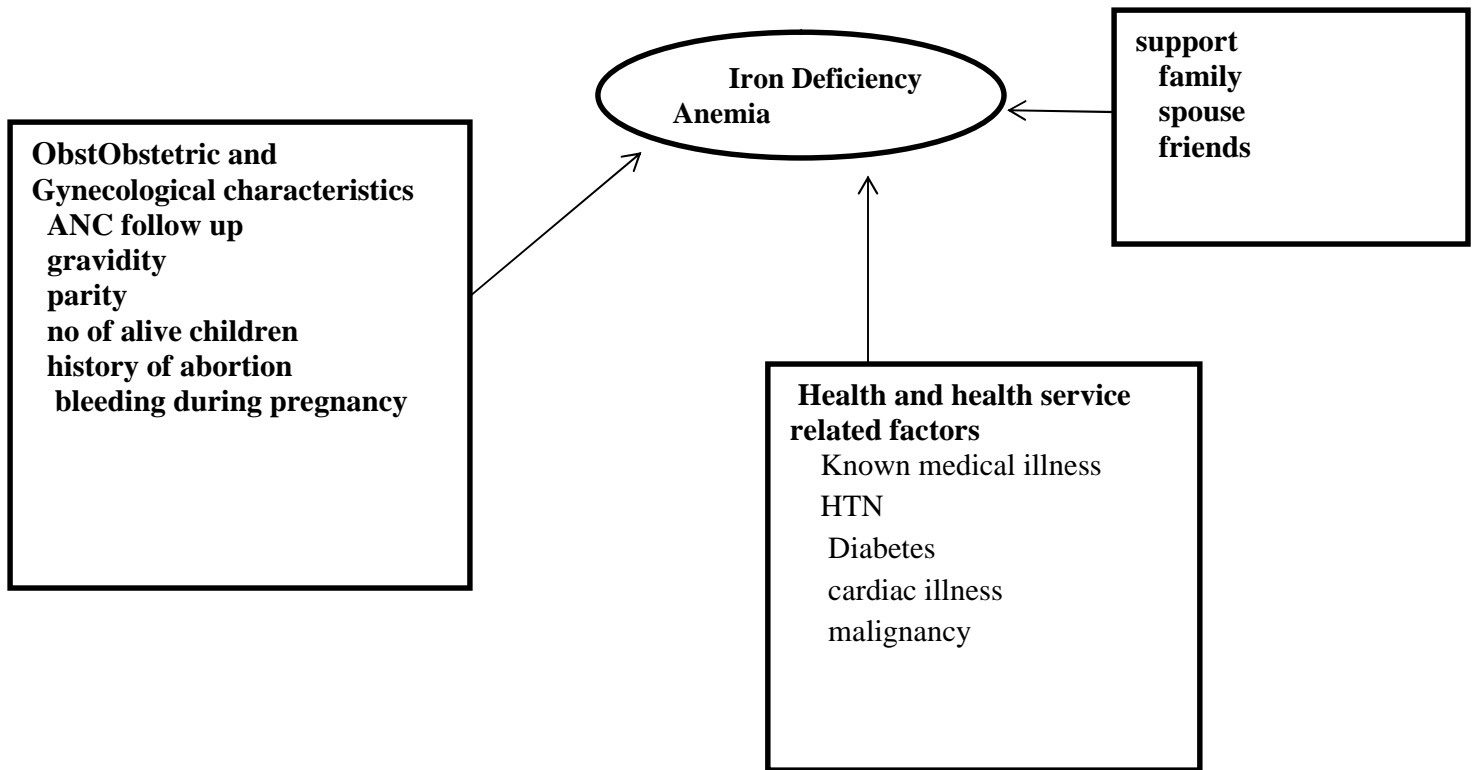 Iron Deficiency
Anemia
support
family
spouse
friends
ObstObstetric and
Gynecological characteristics
ANC follow up
gravidity
parity
no of alive children
history of abortion
bleeding during pregnancy
Health and health service
related factors
Known medical illness
HTN
Diabetes
cardiac illness
malignancy